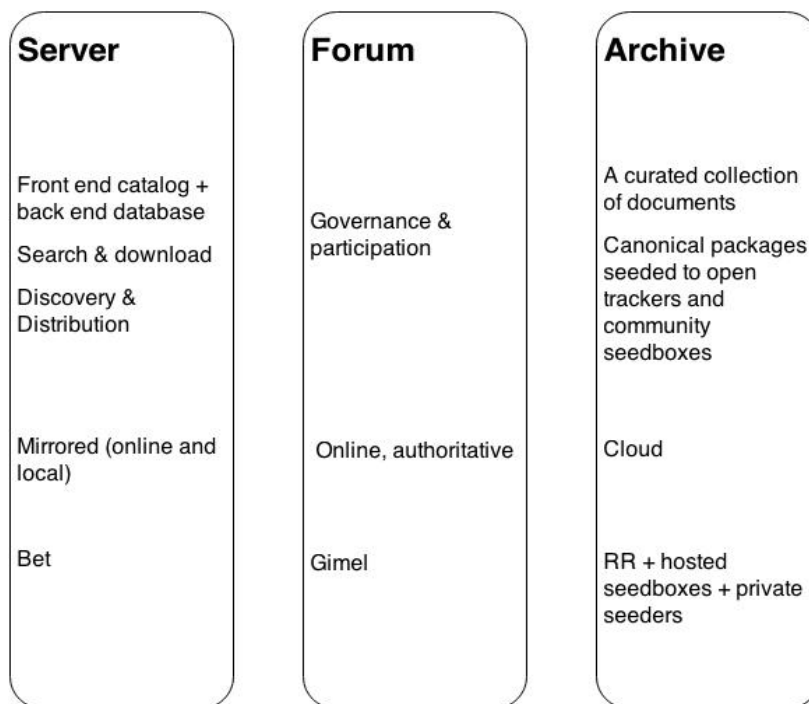 Server
Front end catalog +
back end database
Search & download
Discovery &
Distribution
Mirrored (online and
local)
Bet
Forum
Governance &
participation
Online, authoritative
Gimel
Archive
A curated collection
of documents
Canonical packages
seeded to open
trackers and
community
seedboxes
Cloud
RR + hosted
seedboxes + private
seeders